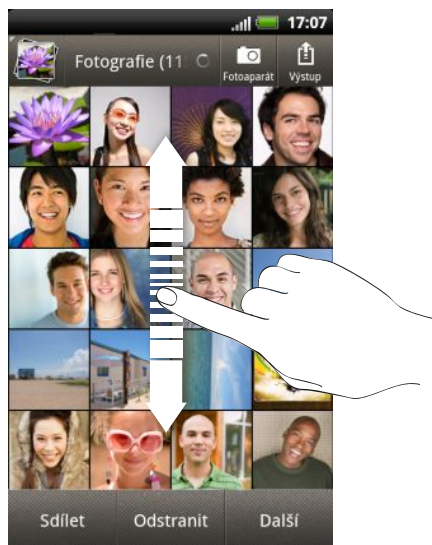 17:07
Fotografie (11
Fotoaparát
Výstup
Sdílet
Odstranit
Další